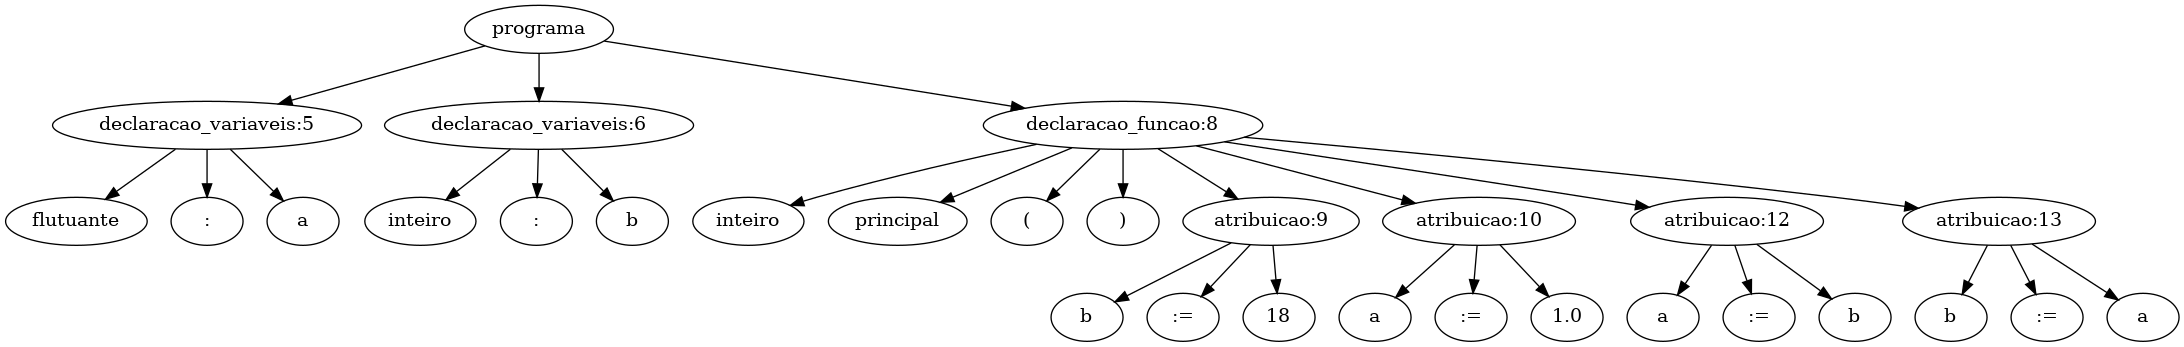 programa
declaracao_variaveis:5 declaracao_variaveis:6 declaracao_funcao:8
flutuante : a inteiro : b inteiro principal ( ) atribuicao:9 atribuicao:10 atribuicao:12 atribuicao:13
b := 18 a := 1.0 a := b b := a